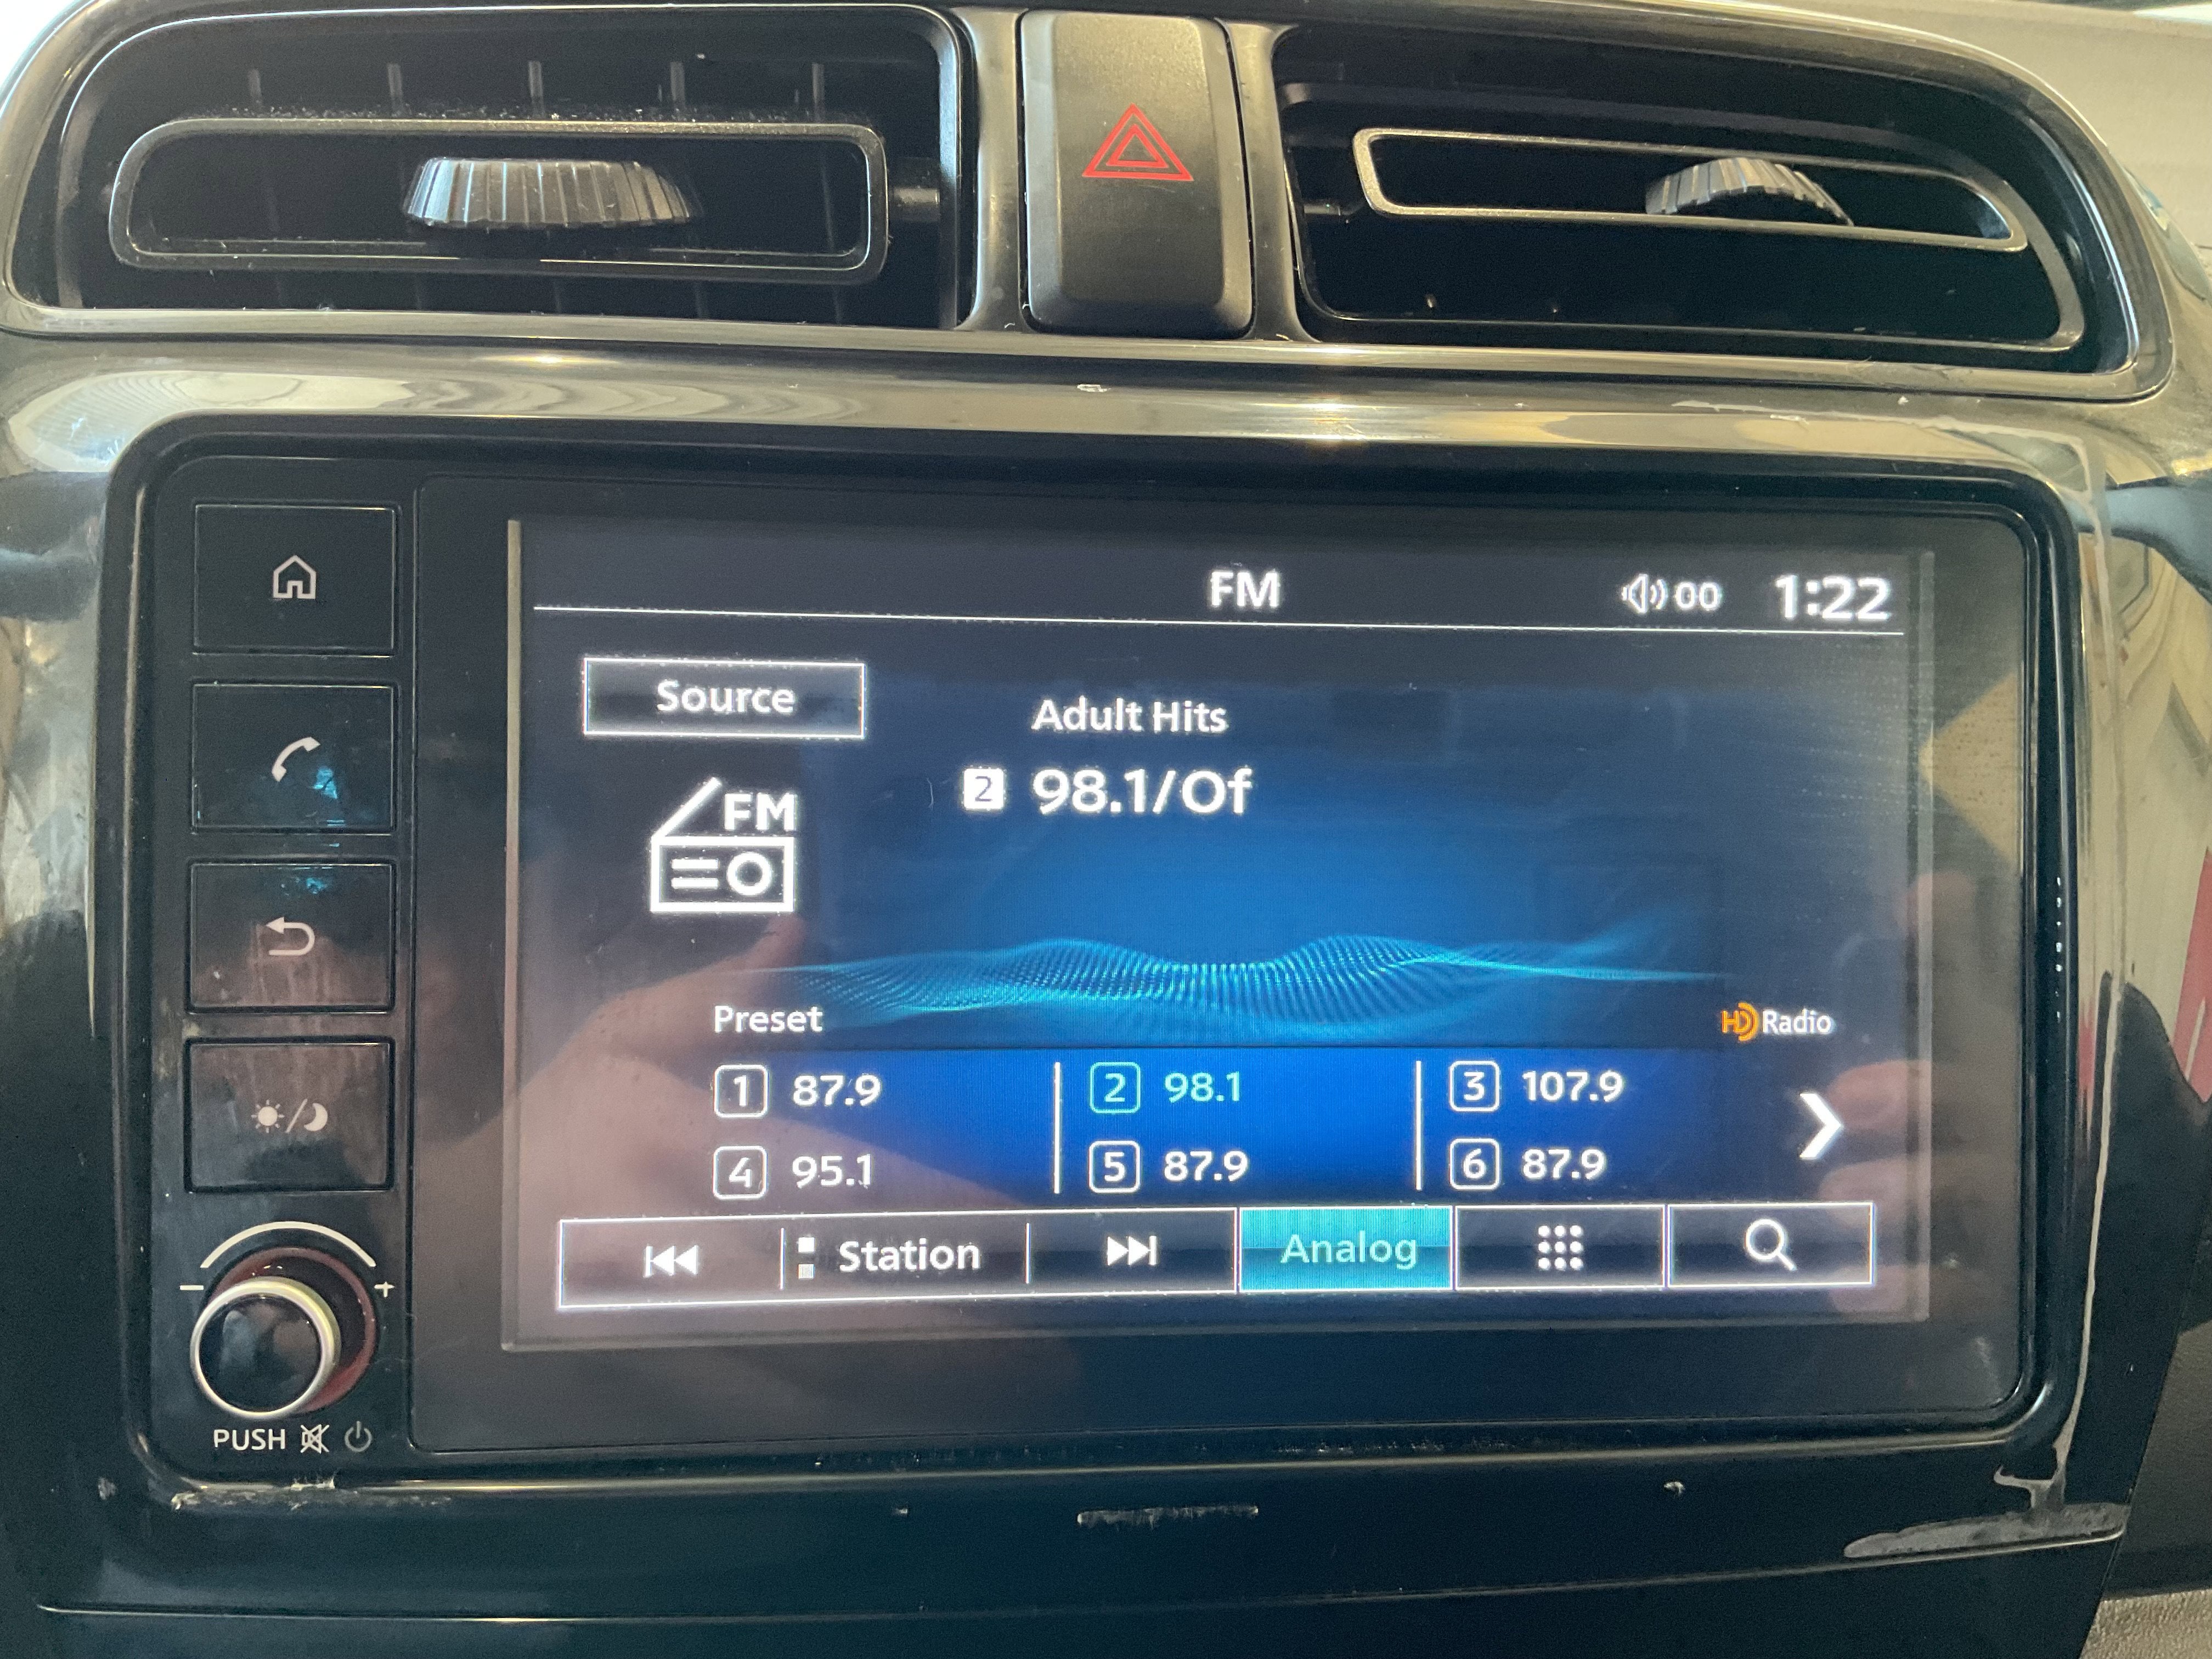 FM 00 1:22
Source
Adult Hits
2 98.1/Of
FM
Preset
HD Radio
1 87.9 2 98.1 3 107.9
4 95.1 5 87.9 6 87.9
Station Analog
- +
PUSH